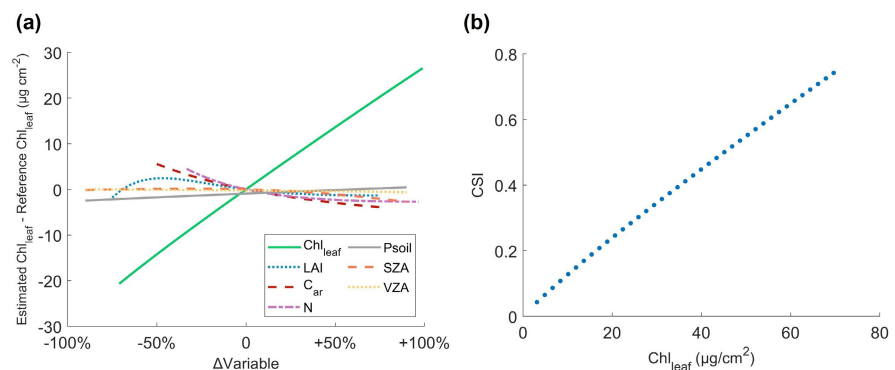 (a)
Estimated Chl_leaf - Reference Chl_leaf (µg cm⁻²)
30
20
10
0
-10
-20
-30
-100%
-50%
0
+50%
+100%
ΔVariable
Chl_leaf
LAI
C_ar
N
Psoil
SZA
VZA
(b)
CSI
0.8
0.6
0.4
0.2
0
0
20
40
60
80
Chl_leaf (µg/cm²)